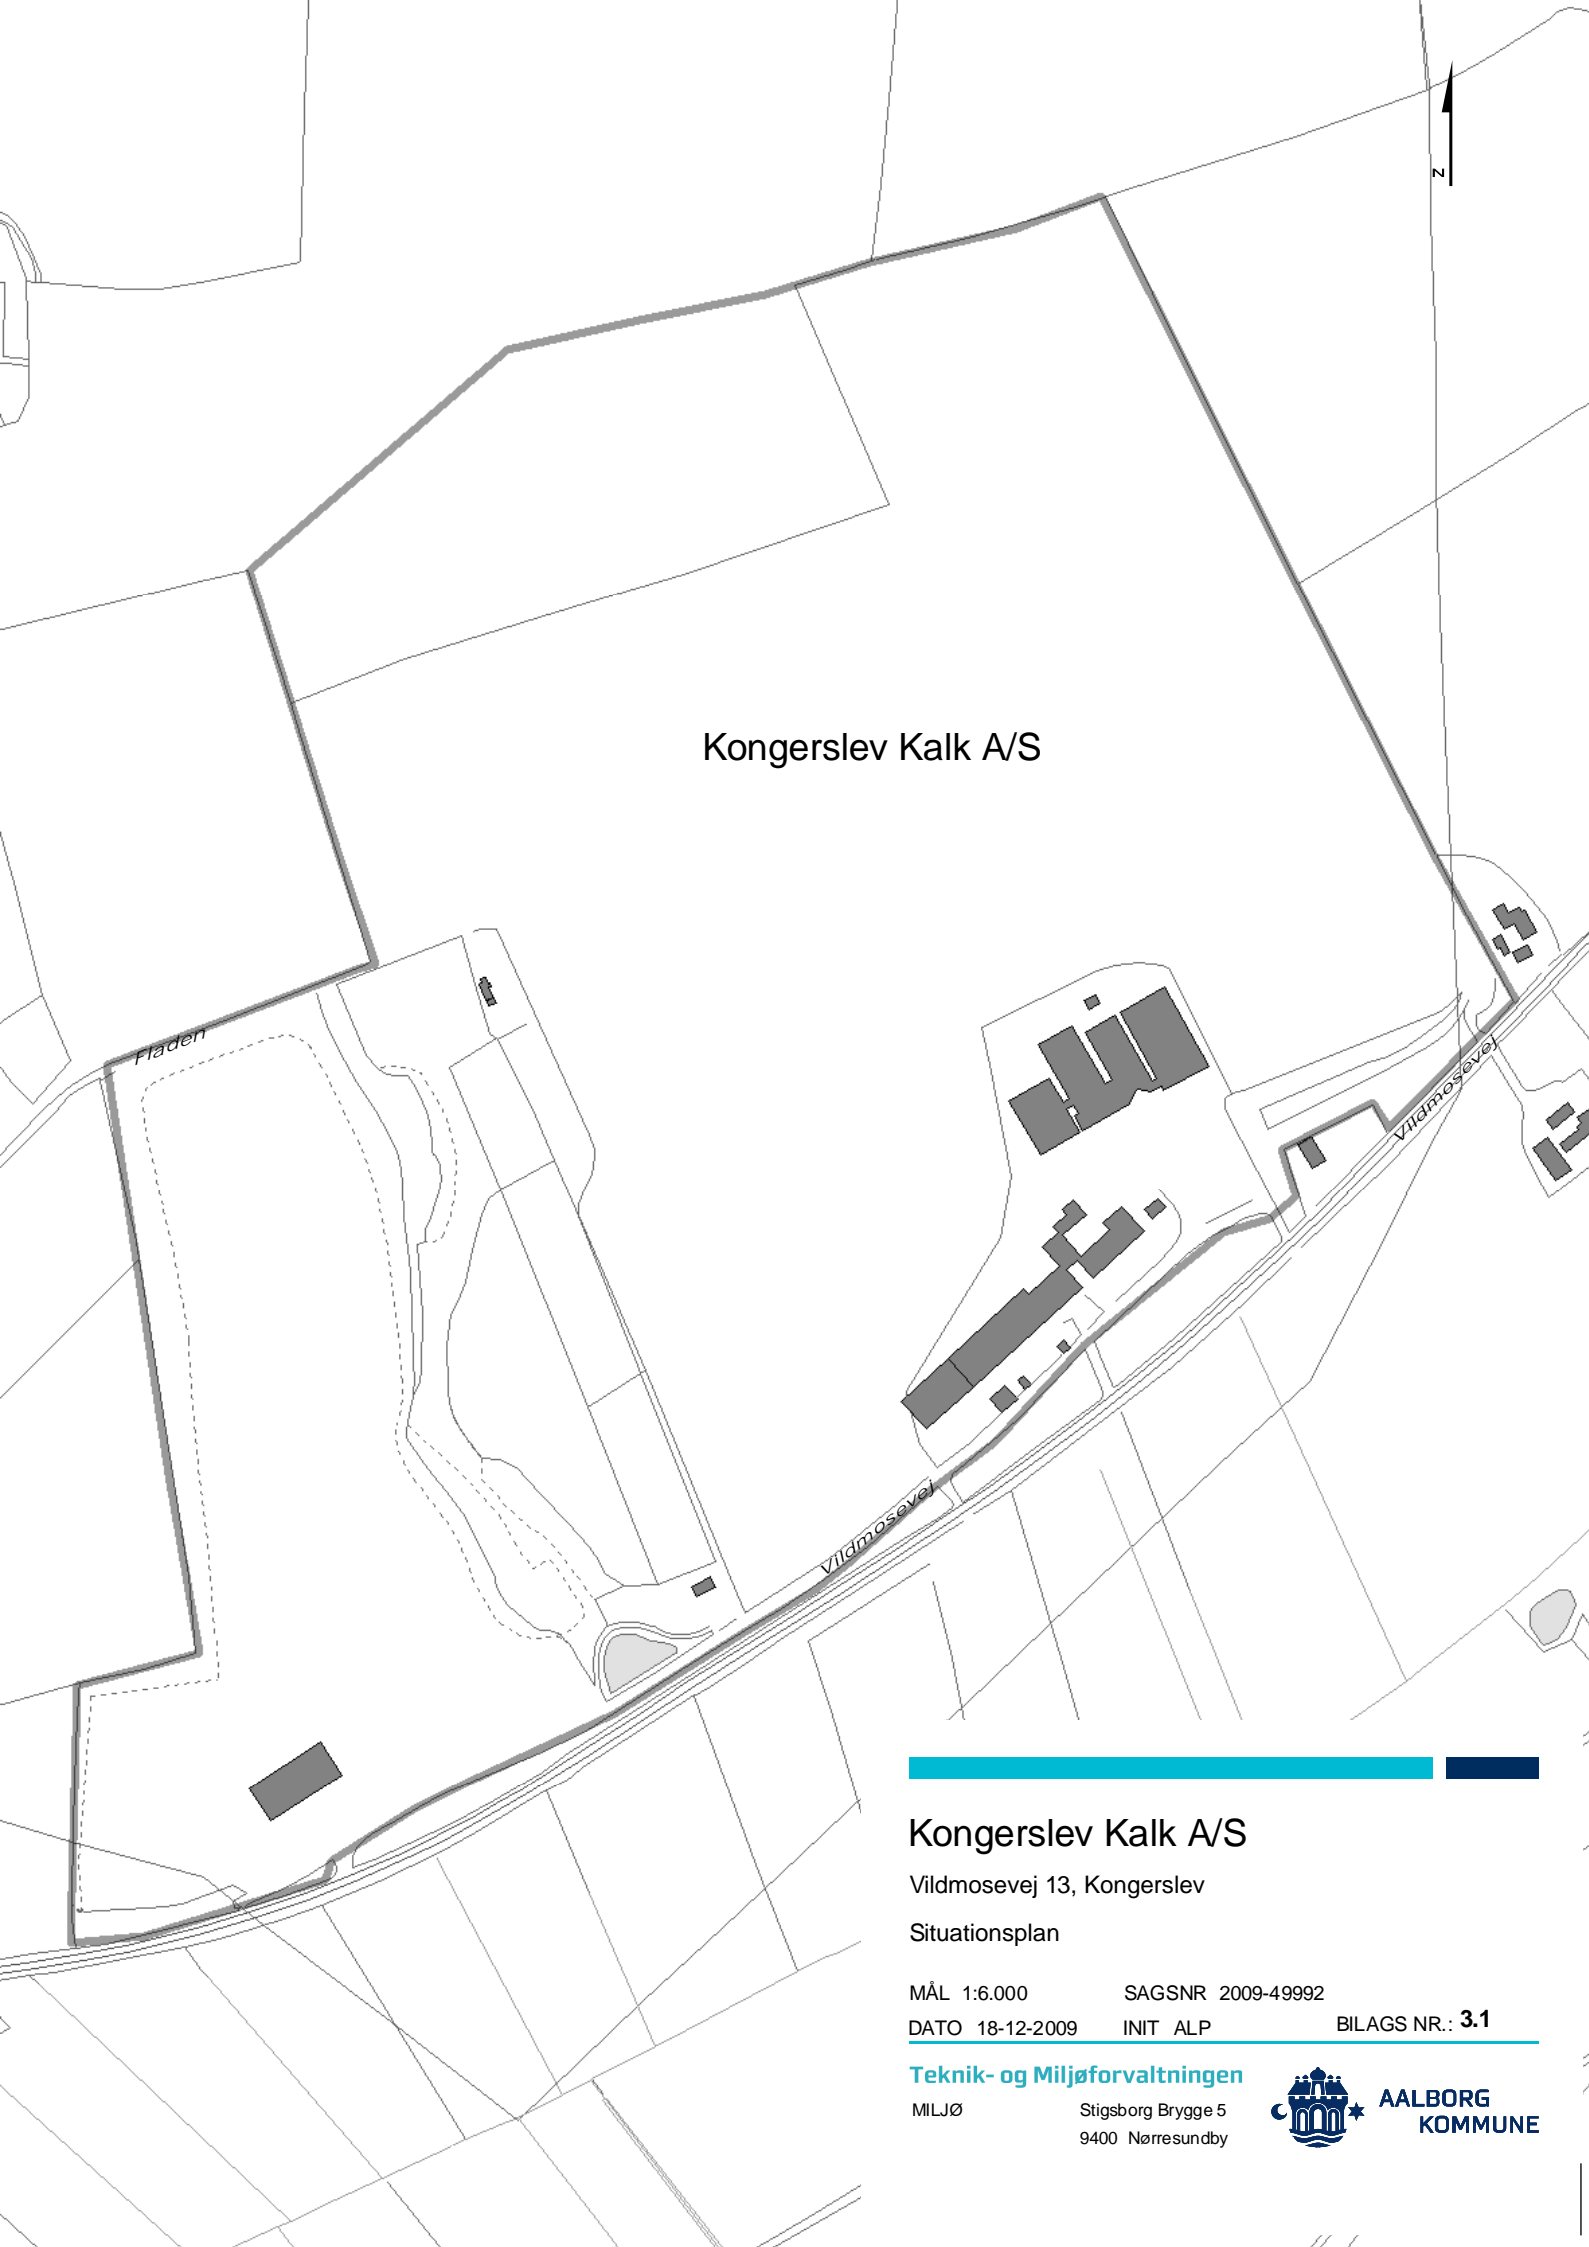 N
Kongerslev Kalk A/S
Fladen
Vildmosevej
Vildmosevej
Kongerslev Kalk A/S
Vildmosevej 13, Kongerslev
Situationsplan
MÅL 1:6.000 SAGSNR 2009-49992
DATO 18-12-2009 INIT ALP BILAGS NR.: 3.1
Teknik- og Miljøforvaltningen
MILJØ Stigsborg Brygge 5
9400 Nørresundby
AALBORG
KOMMUNE